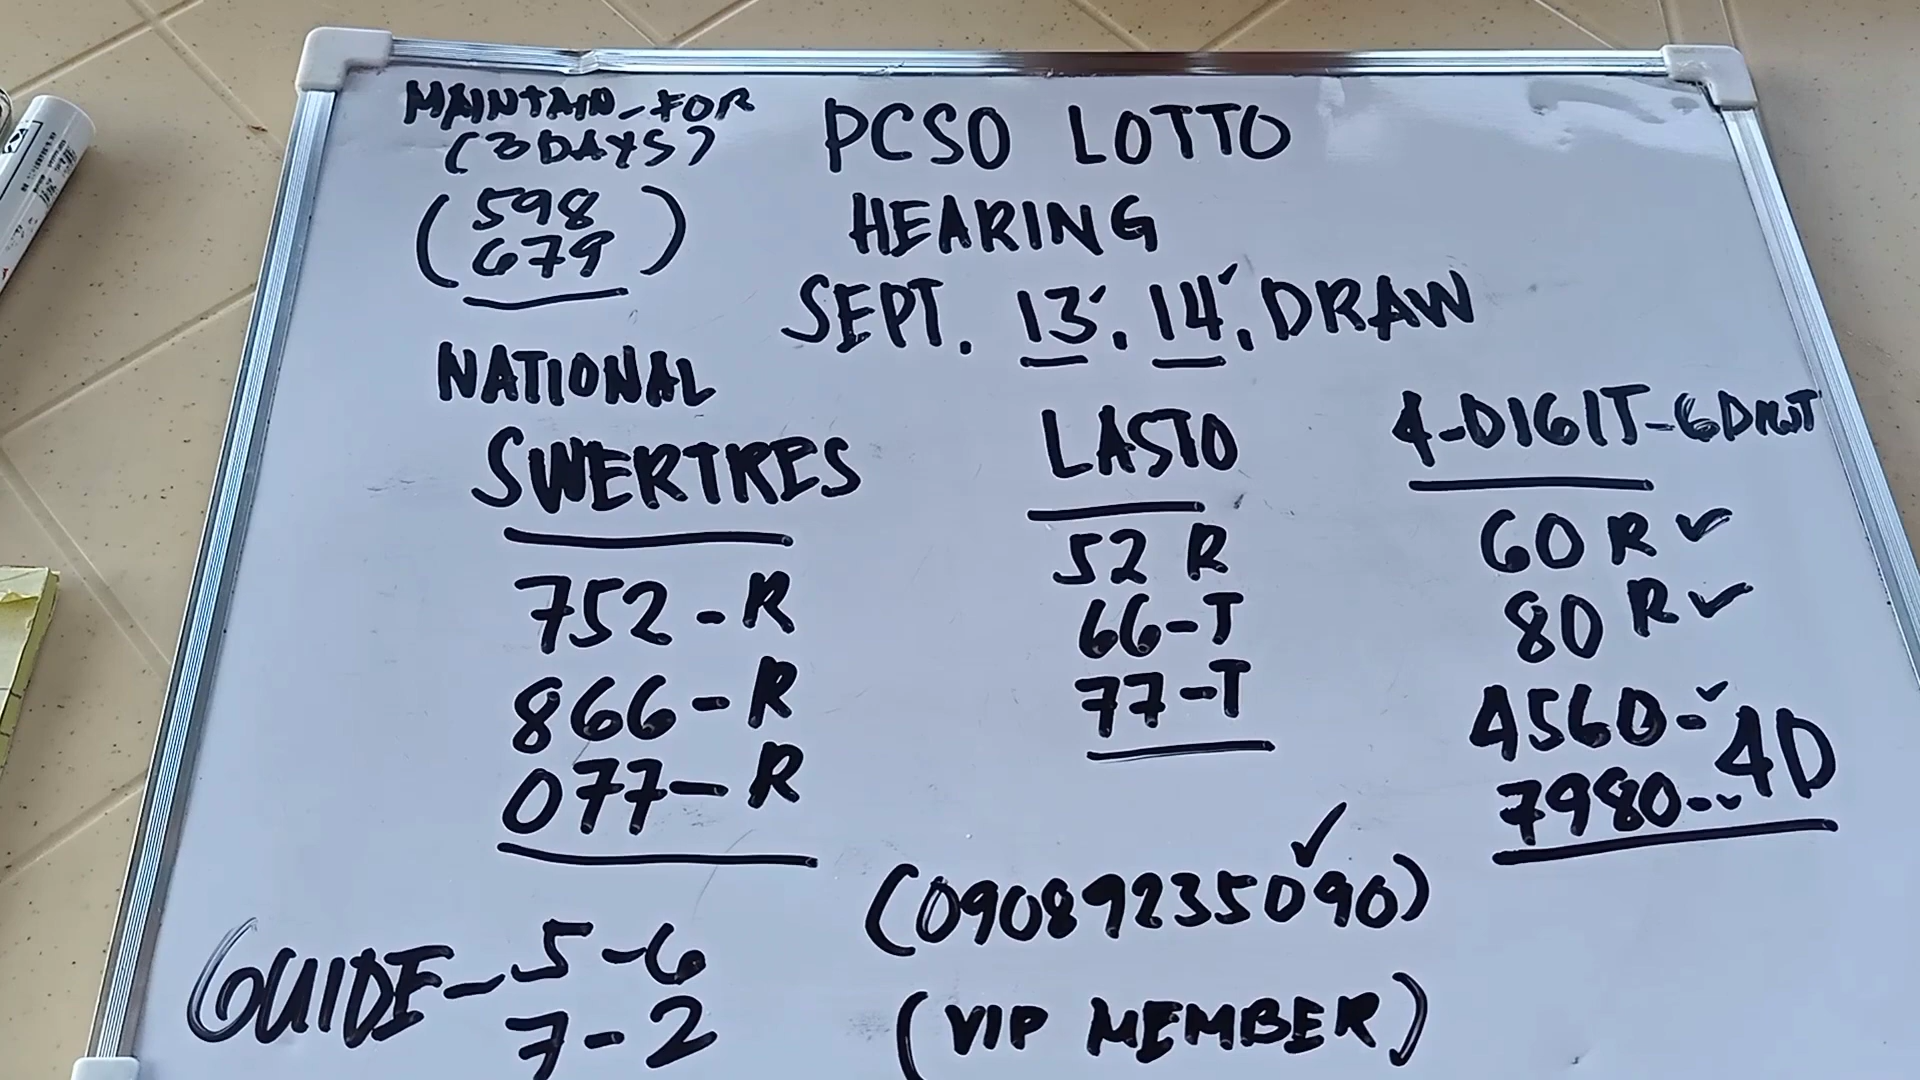 MAINTAIN-FOR
(3 DAYS)
(598
679)
PCSO LOTTO
HEARING
SEPT. 13. 14. DRAW
NATIONAL
SWERTRES
752-R
866-R
077-R
LASTO
52 R
66-T
77-T
4-DIGIT-6DIGIT
60 R ✓
80 R ✓
4560-
7980-
4D
GUIDE-5-6
7-2
(09089235090)
(VIP MEMBER)